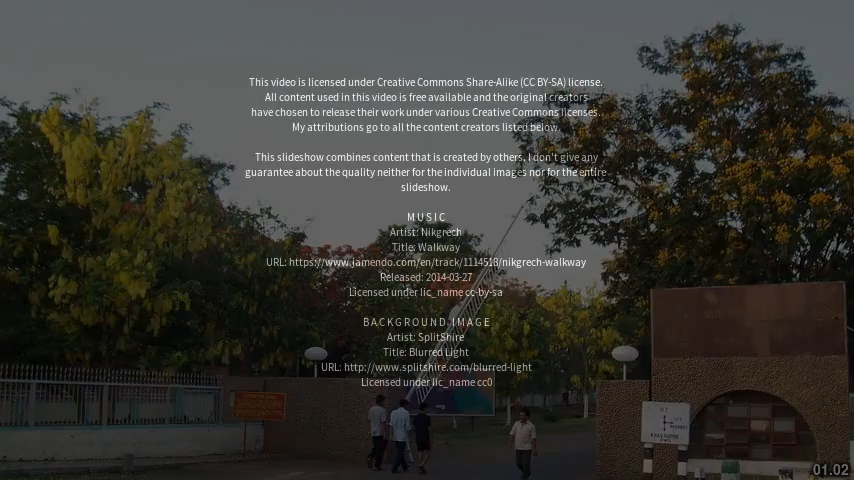 This video is licensed under Creative Commons Share-Alike (CC BY-SA) license.
All content used in this video is free available and the original creators
have chosen to release their work under various Creative Commons licenses.
My attributions go to all the content creators listed below.
This slideshow combines content that is created by others. I don't give any
guarantee about the quality neither for the individual images nor for the entire
slideshow.
MUSIC
Artist: Nikgrech
Title: Walkway
URL: https://www.jamendo.com/en/track/1114513/nikgrech-walkway
Released: 2014-03-27
Licensed under lic_name cc-by-sa
BACKGROUND IMAGE
Artist: SplitShire
Title: Blurred Light
URL: http://www.splitshire.com/blurred-light
Licensed under lic_name cc0
01.02